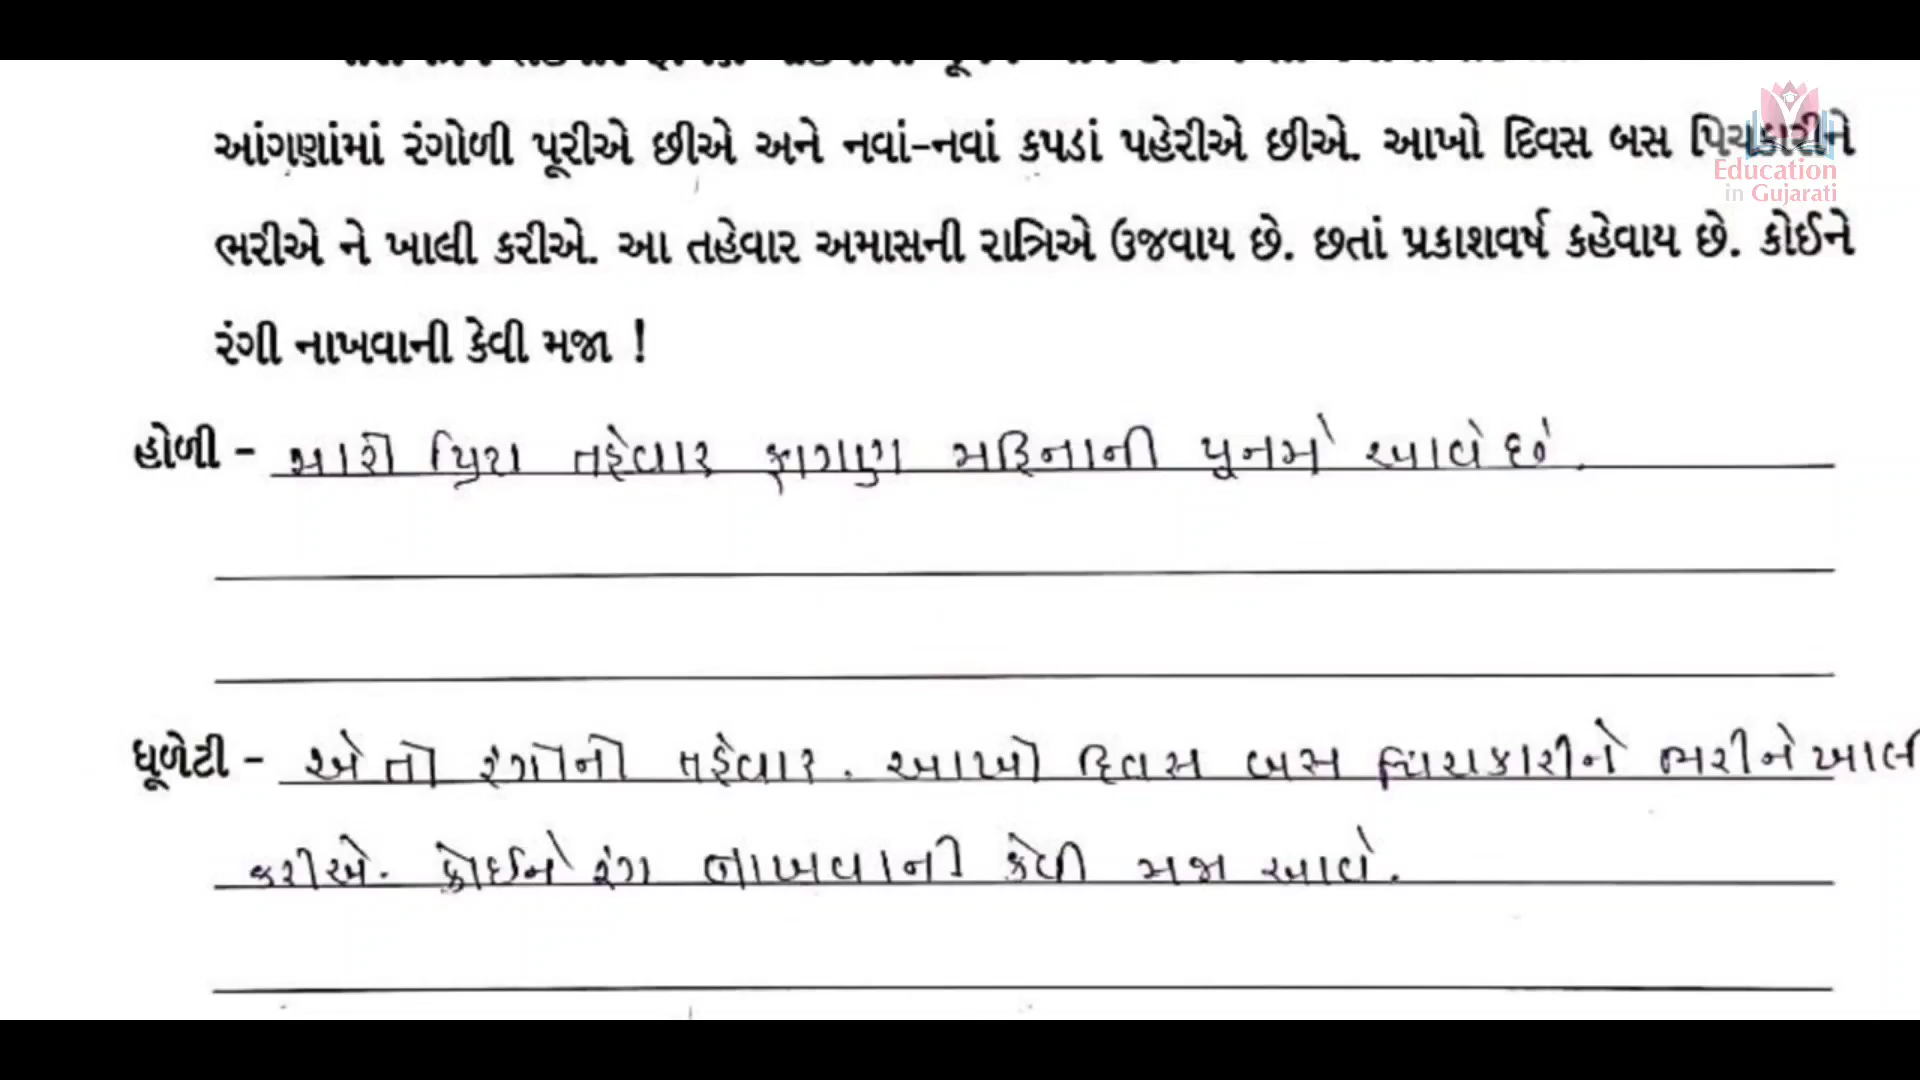 આંગણાંમાં રંગોળી પૂરીએ છીએ અને નવાં-નવાં કપડાં પહેરીએ છીએ. આખો દિવસ બસ પિચકારીને
Education
in Gujarati
ભરીએ ને ખાલી કરીએ. આ તહેવાર અમાસની રાત્રિએ ઉજવાય છે. છતાં પ્રકાશવર્ષ કહેવાય છે. કોઈને
રંગી નાખવાની કેવી મજા !
હોળી - મારો પ્રિય તહેવાર ફાગણ મહિનાની પૂનમે આવે છે.
ધૂળેટી - એ તો રંગોનો તહેવાર. આખો દિવસ બસ પિચકારીને ભરીને ખાલી
કરીએ. કોઈને રંગ નાખવાની કેવી મજા આવે.